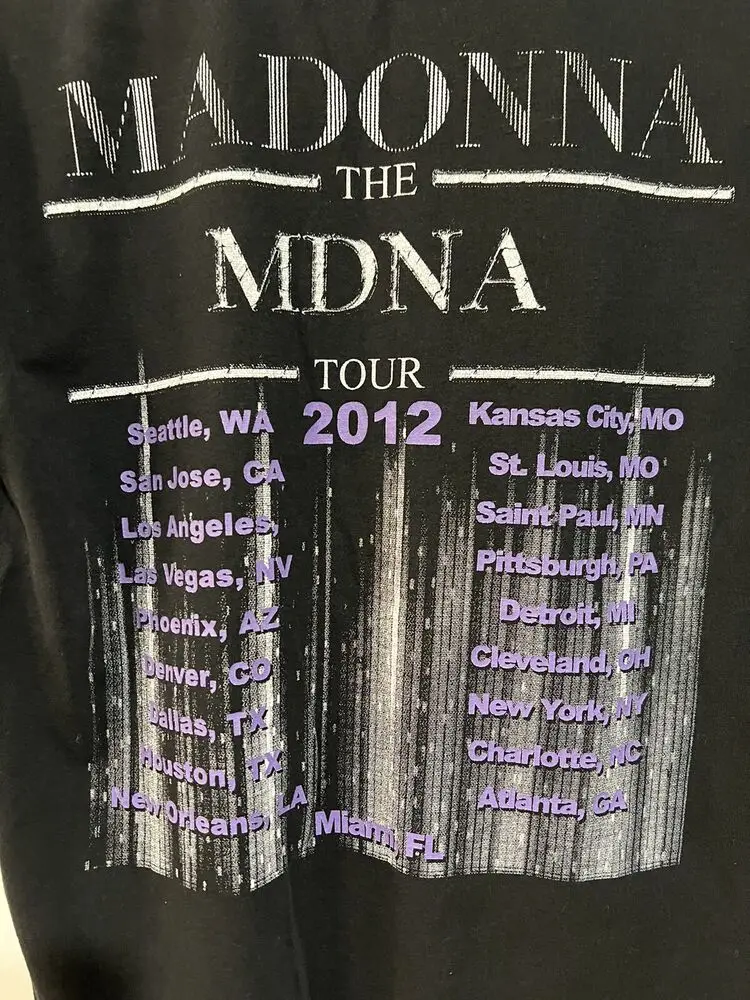 MADONNA
THE
MDNA
TOUR
2012
Seattle, WA
San Jose, CA
Los Angeles,
Las Vegas, NV
Phoenix, AZ
Denver, CO
Dallas, TX
Houston, TX
New Orleans, LA
Miami, FL
Kansas City, MO
St. Louis, MO
Saint Paul, MN
Pittsburgh, PA
Detroit, MI
Cleveland, OH
New York, NY
Charlotte, NC
Atlanta, GA